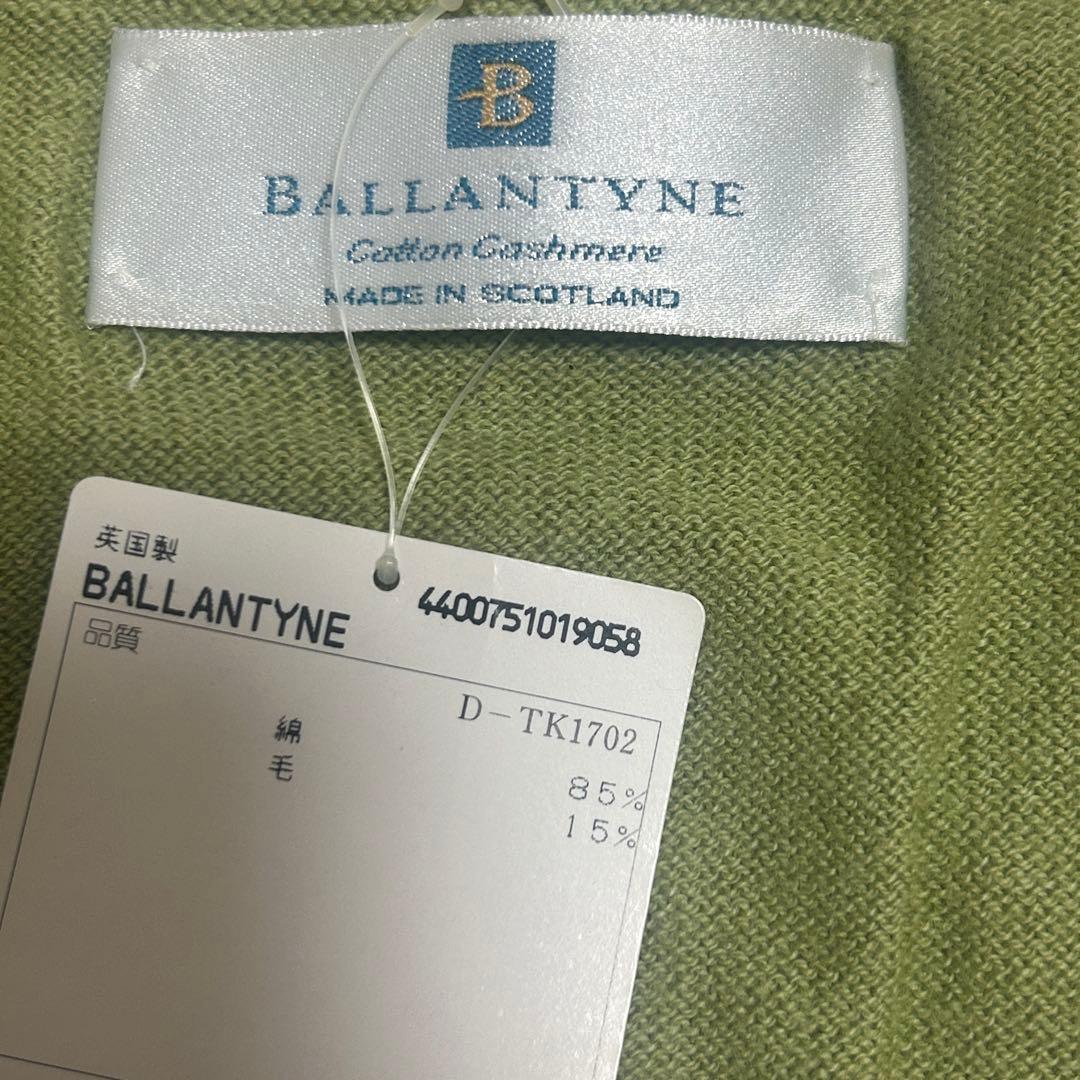 B
BALLANTYNE
Cotton Cashmere
MADE IN SCOTLAND
英国製
BALLANTYNE 4400751019058
品質
D-TK1702
綿 85%
毛 15%